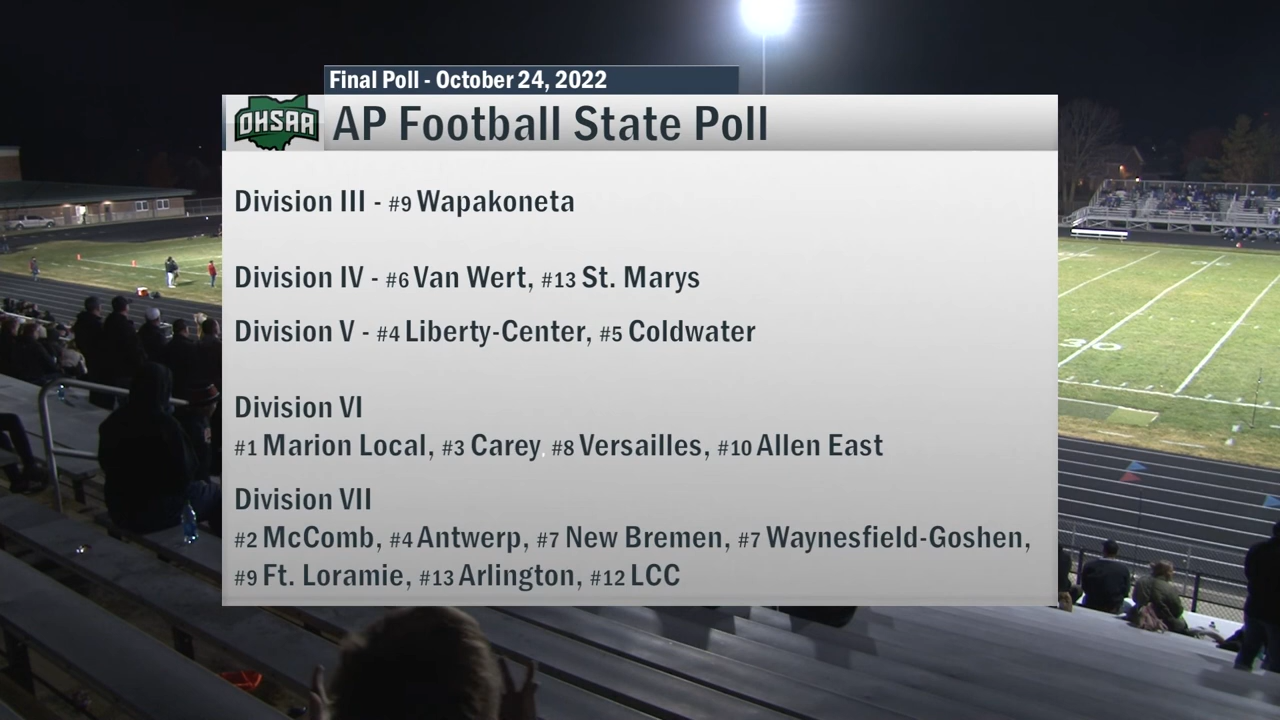 Final Poll - October 24, 2022
OHSAA
AP Football State Poll
Division III - #9 Wapakoneta
Division IV - #6 Van Wert, #13 St. Marys
Division V - #4 Liberty-Center, #5 Coldwater
Division VI
#1 Marion Local, #3 Carey, #8 Versailles, #10 Allen East
Division VII
#2 McComb, #4 Antwerp, #7 New Bremen, #7 Waynesfield-Goshen,
#9 Ft. Loramie, #13 Arlington, #12 LCC
30